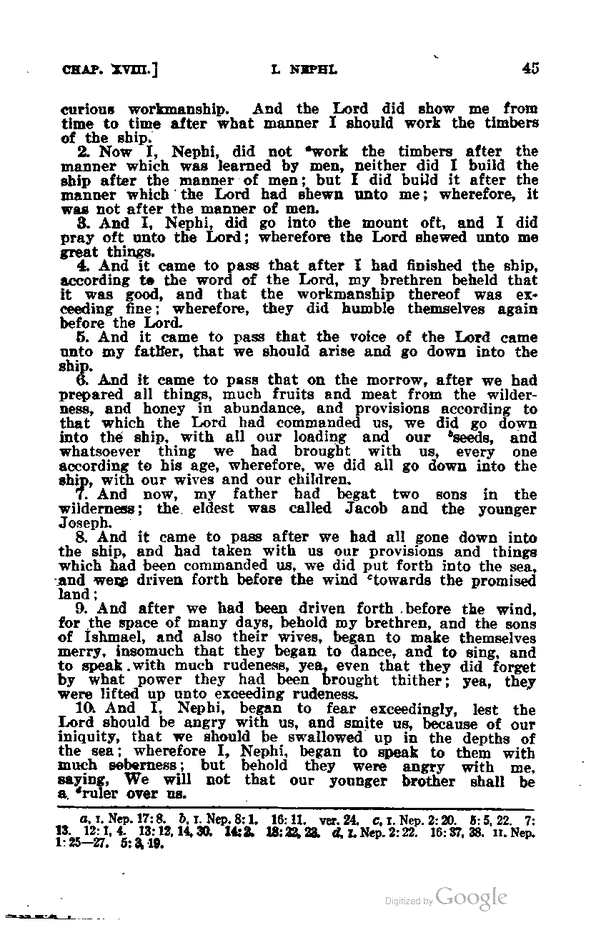 CHAP. XVIII.] I. NEPHI. 45
curious workmanship. And the Lord did show me from
time to time after what manner I should work the timbers
of the ship.
2. Now I, Nephi, did not ᵃwork the timbers after the
manner which was learned by men, neither did I build the
ship after the manner of men; but I did build it after the
manner which the Lord had shewn unto me; wherefore, it
was not after the manner of men.
3. And I, Nephi, did go into the mount oft, and I did
pray oft unto the Lord; wherefore the Lord shewed unto me
great things.
4. And it came to pass that after I had finished the ship,
according to the word of the Lord, my brethren beheld that
it was good, and that the workmanship thereof was ex-
ceeding fine; wherefore, they did humble themselves again
before the Lord.
5. And it came to pass that the voice of the Lord came
unto my father, that we should arise and go down into the
ship.
6. And it came to pass that on the morrow, after we had
prepared all things, much fruits and meat from the wilder-
ness, and honey in abundance, and provisions according to
that which the Lord had commanded us, we did go down
into the ship, with all our loading and our ᵇseeds, and
whatsoever thing we had brought with us, every one
according to his age, wherefore, we did all go down into the
ship, with our wives and our children.
7. And now, my father had begat two sons in the
wilderness; the eldest was called Jacob and the younger
Joseph.
8. And it came to pass after we had all gone down into
the ship, and had taken with us our provisions and things
which had been commanded us, we did put forth into the sea,
and were driven forth before the wind ᶜtowards the promised
land;
9. And after we had been driven forth before the wind,
for the space of many days, behold my brethren, and the sons
of Ishmael, and also their wives, began to make themselves
merry, insomuch that they began to dance, and to sing, and
to speak with much rudeness, yea, even that they did forget
by what power they had been brought thither; yea, they
were lifted up unto exceeding rudeness.
10. And I, Nephi, began to fear exceedingly, lest the
Lord should be angry with us, and smite us, because of our
iniquity, that we should be swallowed up in the depths of
the sea; wherefore I, Nephi, began to speak to them with
much soberness; but behold they were angry with me,
saying, We will not that our younger brother shall be
a ᵈruler over us.
a, I. Nep. 17:8. b, I. Nep. 8:1. 16:11. ver. 24. c, I. Nep. 2:20. 5:5, 22. 7:
13. 12:1, 4. 13:12, 14, 30. 14:2. 18:22, 23. d, I. Nep. 2:22. 16:37, 38. II. Nep.
1:25—27. 5:3, 19.
Digitized by Google